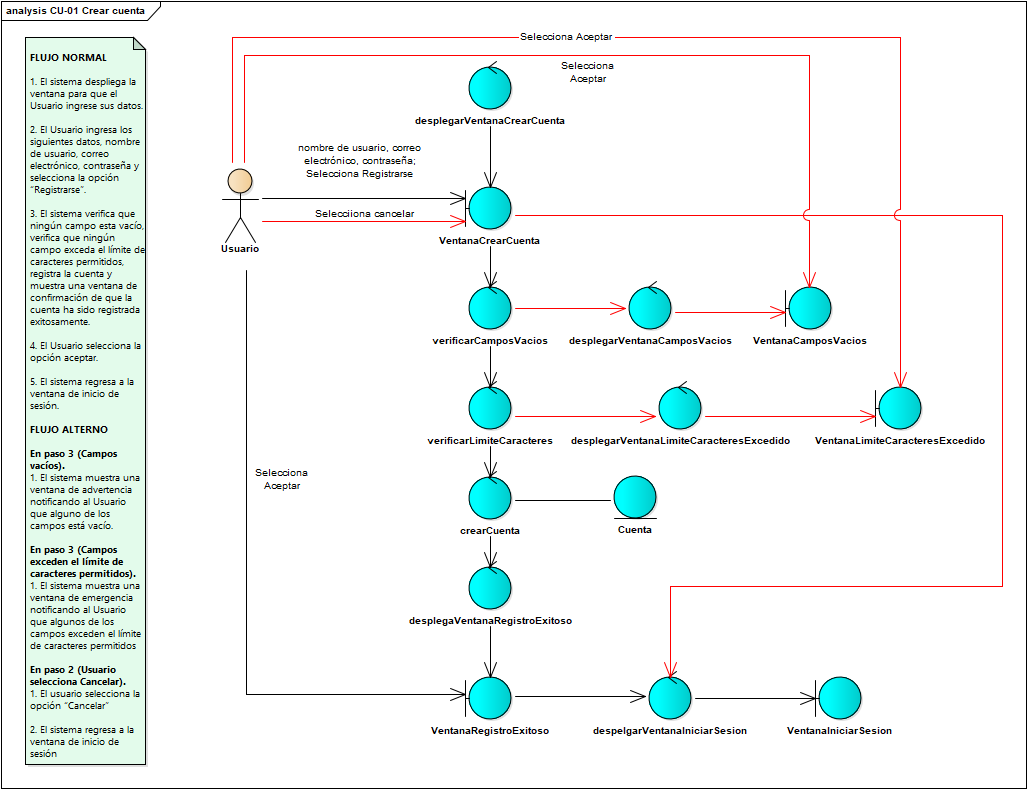 analysis CU-01 Crear cuenta
FLUJO NORMAL
1. El sistema despliega la
ventana para que el
Usuario ingrese sus datos.
2. El Usuario ingresa los
siguientes datos, nombre
de usuario, correo
electrónico, contraseña y
selecciona la opción
"Registrarse".
3. El sistema verifica que
ningún campo esta vacío,
verifica que ningún
campo exceda el límite de
caracteres permitidos,
registra la cuenta y
muestra una ventana de
confirmación de que la
cuenta ha sido registrada
exitosamente.
4. El Usuario selecciona la
opción aceptar.
5. El sistema regresa a la
ventana de inicio de
sesión.
FLUJO ALTERNO
En paso 3 (Campos
vacíos).
1. El sistema muestra una
ventana de advertencia
notificando al Usuario
que alguno de los
campos está vacío.
En paso 3 (Campos
exceden el límite de
caracteres permitidos).
1. El sistema muestra una
ventana de emergencia
notificando al Usuario
que algunos de los
campos exceden el límite
de caracteres permitidos
En paso 2 (Usuario
selecciona Cancelar).
1. El usuario selecciona la
opción "Cancelar"
2. El sistema regresa a la
ventana de inicio de
sesión
Selecciona Aceptar
Selecciona
Aceptar
desplegarVentanaCrearCuenta
nombre de usuario, correo
electrónico, contraseña;
Selecciona Registrarse
Selecciiona cancelar
Usuario
VentanaCrearCuenta
verificarCamposVacios
desplegarVentanaCamposVacios
VentanaCamposVacios
verificarLimiteCaracteres
desplegarVentanaLimiteCaracteresExcedido
VentanaLimiteCaracteresExcedido
Selecciona
Aceptar
crearCuenta
Cuenta
desplegaVentanaRegistroExitoso
VentanaRegistroExitoso
despelgarVentanaIniciarSesion
VentanaIniciarSesion